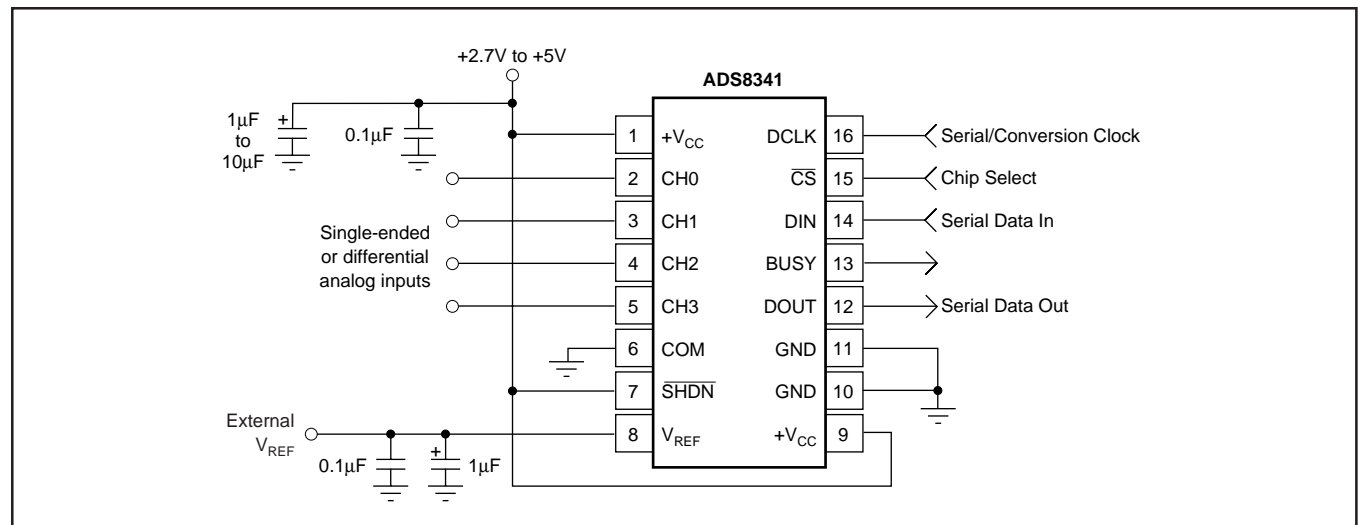 +2.7V to +5V
ADS8341
1µF
to
10µF
+
0.1µF
1 +VCC
2 CH0
3 CH1
4 CH2
5 CH3
6 COM
7 SHDN
8 VREF
DCLK 16
CS 15
DIN 14
BUSY 13
DOUT 12
GND 11
GND 10
+VCC 9
Serial/Conversion Clock
Chip Select
Serial Data In
Serial Data Out
Single-ended
or differential
analog inputs
External
VREF
0.1µF
+
1µF